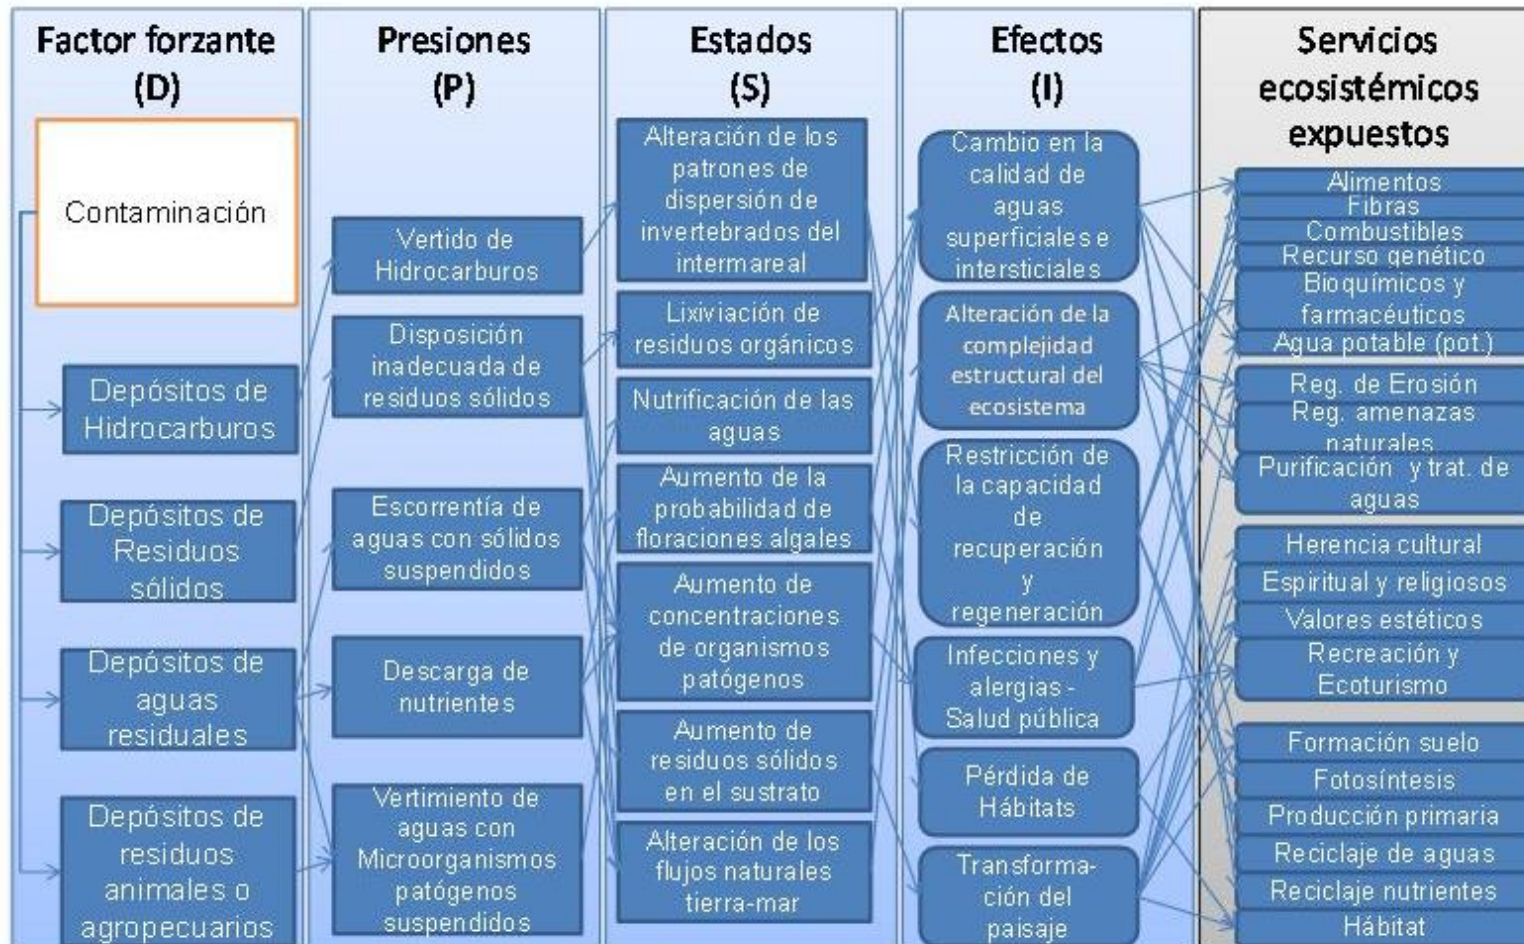 Factor forzante
(D)
Contaminación
Depósitos de
Hidrocarburos
Depósitos de
Residuos
sólidos
Depósitos de
aguas
residuales
Depósitos de
residuos
animales o
agropecuarios
Presiones
(P)
Vertido de
Hidrocarburos
Disposición
inadecuada de
residuos sólidos
Escorrentía de
aguas con sólidos
suspendidos
Descarga de
nutrientes
Vertimiento de
aguas con
Microorganismos
patógenos
suspendidos
Estados
(S)
Alteración de los
patrones de
dispersión de
invertebrados del
intermareal
Lixiviación de
residuos orgánicos
Nutrificación de las
aguas
Aumento de la
probabilidad de
floraciones algales
Aumento de
concentraciones
de organismos
patógenos
Aumento de
residuos sólidos
en el sustrato
Alteración de los
flujos naturales
tierra-mar
Efectos
(I)
Cambio en la
calidad de
aguas
superficiales e
intersticiales
Alteración de la
complejidad
estructural del
ecosistema
Restricción de
la capacidad
de
recuperación
y
regeneración
Infecciones y
alergias -
Salud pública
Pérdida de
Hábitats
Transforma-
ción del
paisaje
Servicios
ecosistémicos
expuestos
Alimentos
Fibras
Combustibles
Recurso genético
Bioquímicos y
farmacéuticos
Agua potable (pot.)
Reg. de Erosión
Reg. amenazas
naturales
Purificación y trat. de
aguas
Herencia cultural
Espiritual y religiosos
Valores estéticos
Recreación y
Ecoturismo
Formación suelo
Fotosíntesis
Producción primaria
Reciclaje de aguas
Reciclaje nutrientes
Hábitat